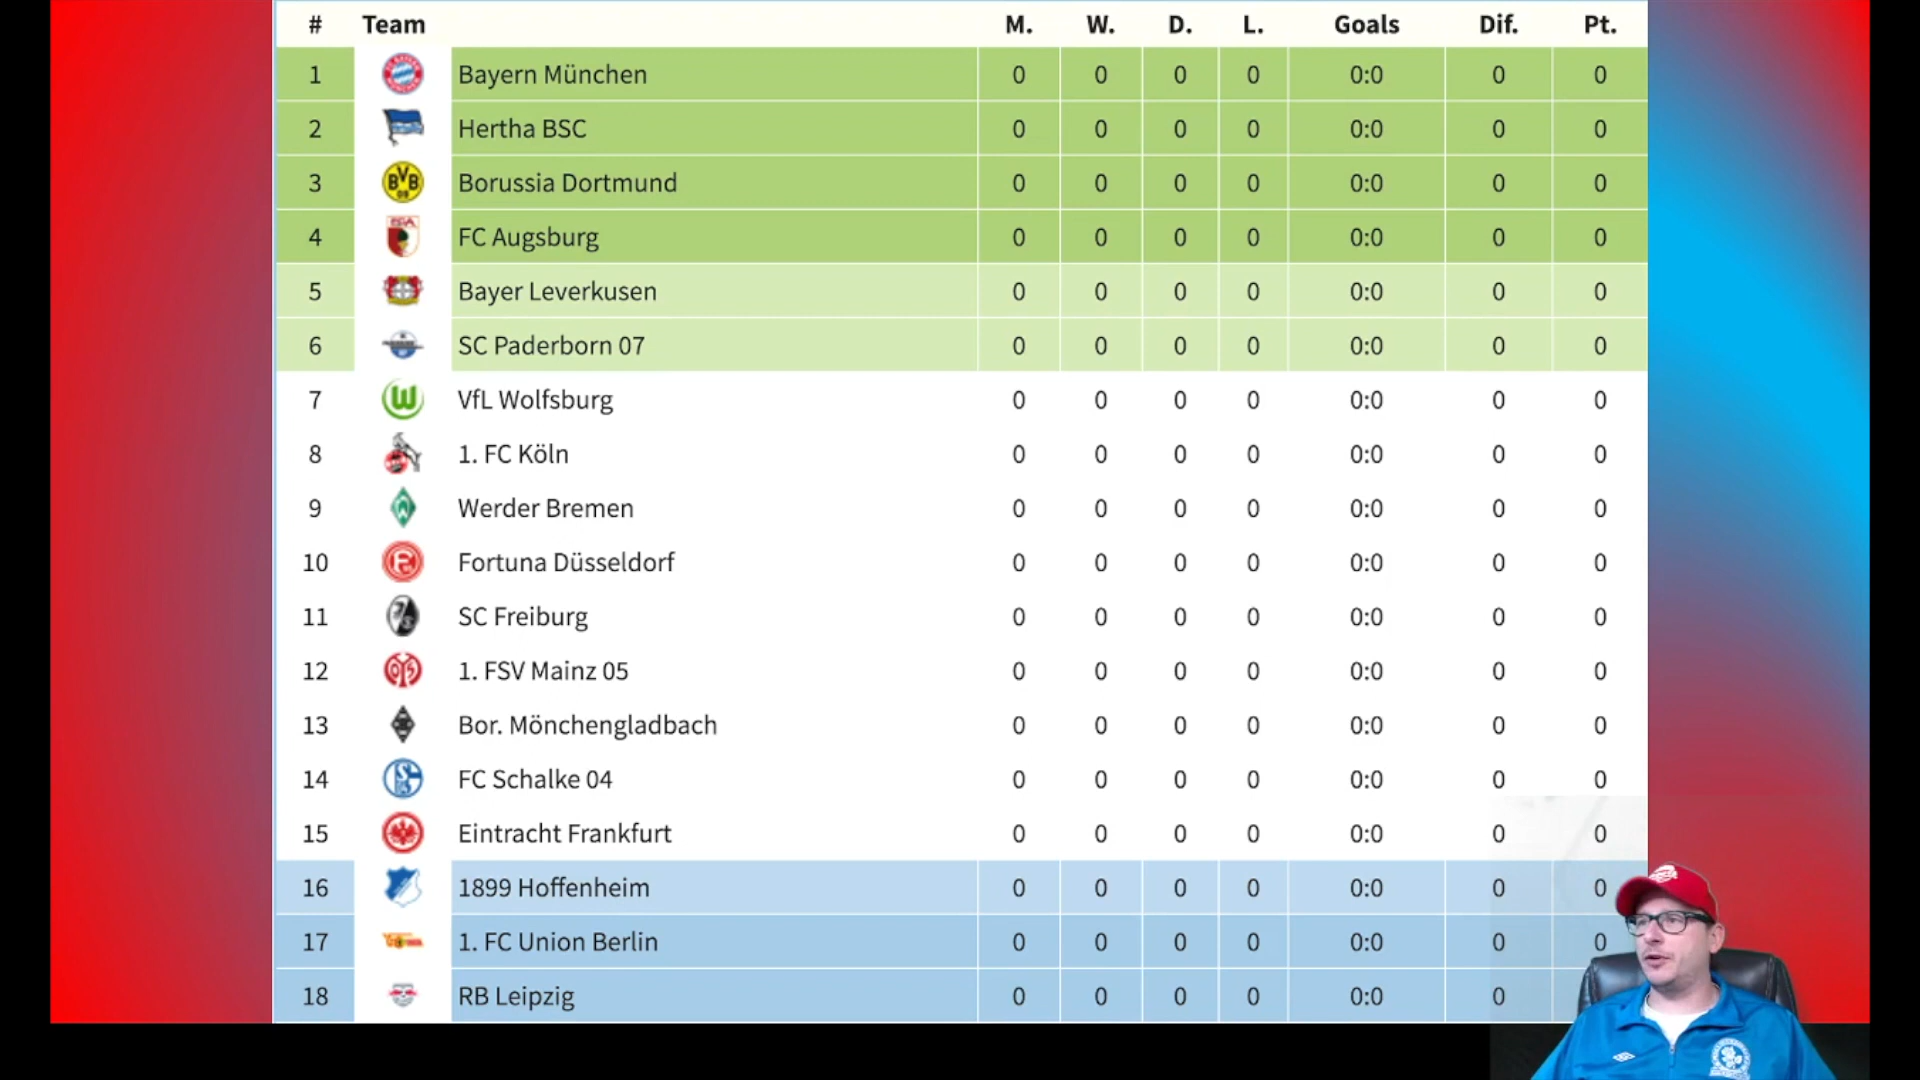 # Team M. W. D. L. Goals Dif. Pt.
1 Bayern München 0 0 0 0 0:0 0 0
2 Hertha BSC 0 0 0 0 0:0 0 0
3 BVB 09 Borussia Dortmund 0 0 0 0 0:0 0 0
4 FCA FC Augsburg 0 0 0 0 0:0 0 0
5 Bayer Leverkusen 0 0 0 0 0:0 0 0
6 SC Paderborn 07 0 0 0 0 0:0 0 0
7 W VfL Wolfsburg 0 0 0 0 0:0 0 0
8 1. FC Köln 0 0 0 0 0:0 0 0
9 W Werder Bremen 0 0 0 0 0:0 0 0
10 F Fortuna Düsseldorf 0 0 0 0 0:0 0 0
11 SC Freiburg 0 0 0 0 0:0 0 0
12 1. FSV Mainz 05 0 0 0 0 0:0 0 0
13 Bor. Mönchengladbach 0 0 0 0 0:0 0 0
14 FC Schalke 04 0 0 0 0 0:0 0 0
15 Eintracht Frankfurt 0 0 0 0 0:0 0 0
16 1899 Hoffenheim 0 0 0 0 0:0 0 0
17 1. FC Union Berlin 0 0 0 0 0:0 0 0
18 RB Leipzig 0 0 0 0 0:0 0